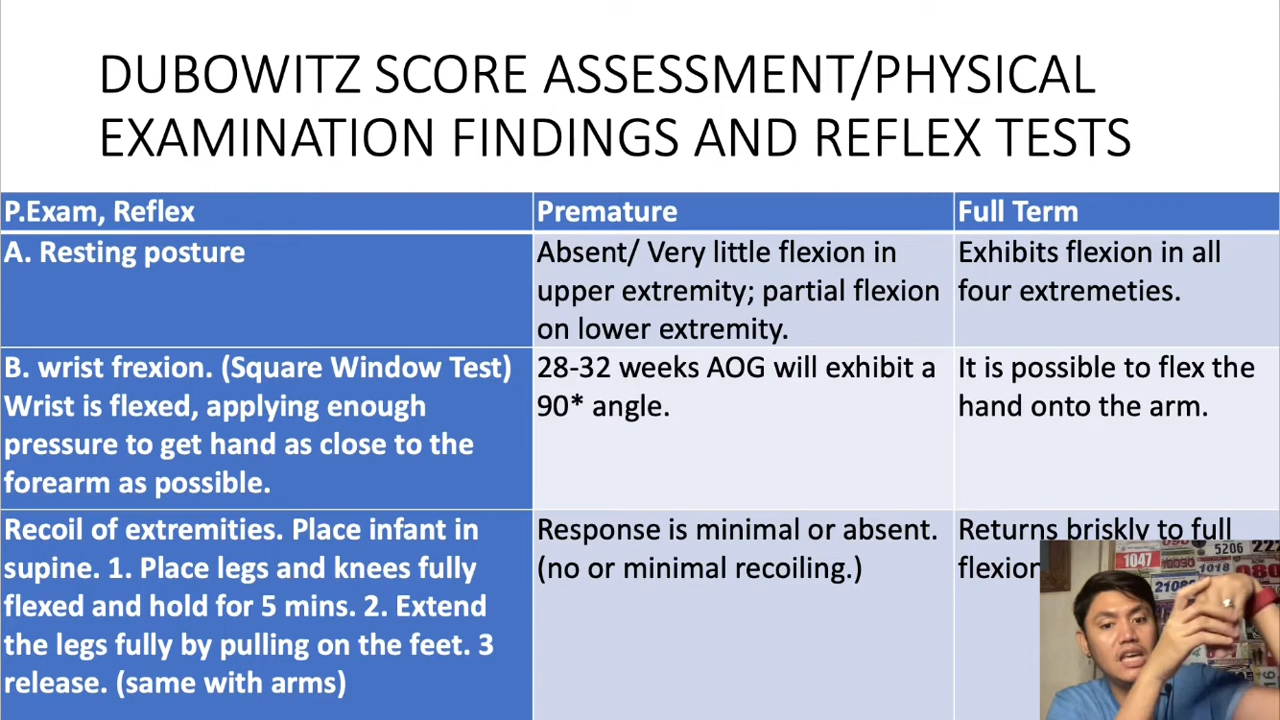 DUBOWITZ SCORE ASSESSMENT/PHYSICAL
EXAMINATION FINDINGS AND REFLEX TESTS
P.Exam, Reflex
Premature
Full Term
A. Resting posture
Absent/ Very little flexion in
upper extremity; partial flexion
on lower extremity.
Exhibits flexion in all
four extremeties.
B. wrist frexion. (Square Window Test)
Wrist is flexed, applying enough
pressure to get hand as close to the
forearm as possible.
28-32 weeks AOG will exhibit a
90* angle.
It is possible to flex the
hand onto the arm.
Recoil of extremities. Place infant in
supine. 1. Place legs and knees fully
flexed and hold for 5 mins. 2. Extend
the legs fully by pulling on the feet. 3
release. (same with arms)
Response is minimal or absent.
(no or minimal recoiling.)
Returns briskly to full
flexion
1047
5206
1018